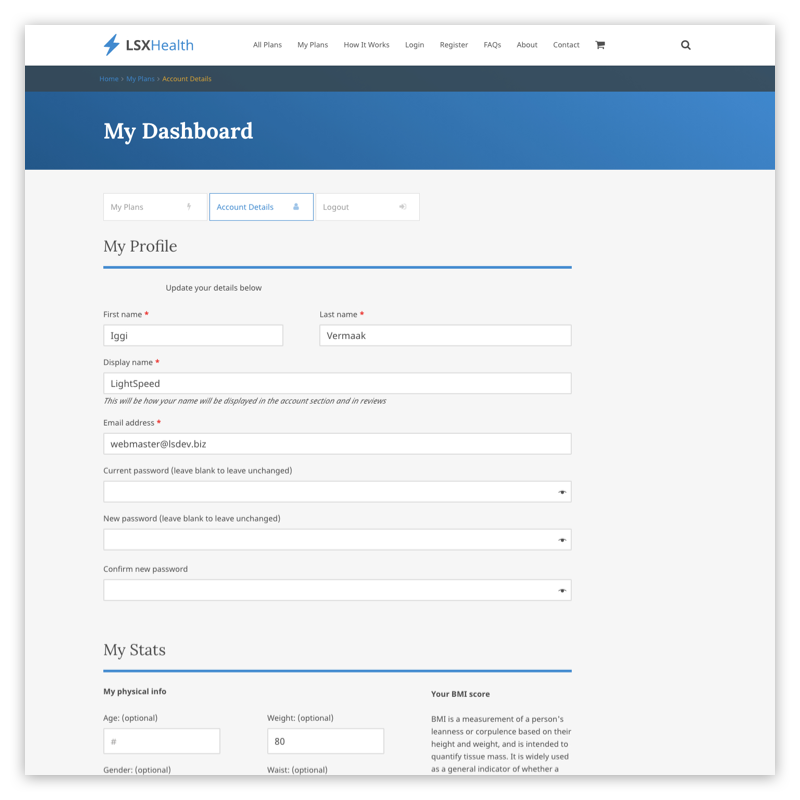 LSXHealth
All Plans My Plans How It Works Login Register FAQs About Contact
Home › My Plans › Account Details
My Dashboard
My Plans Account Details Logout
My Profile
Update your details below
First name * Last name *
Iggi Vermaak
Display name *
LightSpeed
This will be how your name will be displayed in the account section and in reviews
Email address *
webmaster@lsdev.biz
Current password (leave blank to leave unchanged)
New password (leave blank to leave unchanged)
Confirm new password
My Stats
My physical info
Age: (optional) Weight: (optional)
# 80
Gender: (optional) Waist: (optional)
Your BMI score
BMI is a measurement of a person's
leanness or corpulence based on their
height and weight, and is intended to
quantify tissue mass. It is widely used
as a general indicator of whether a